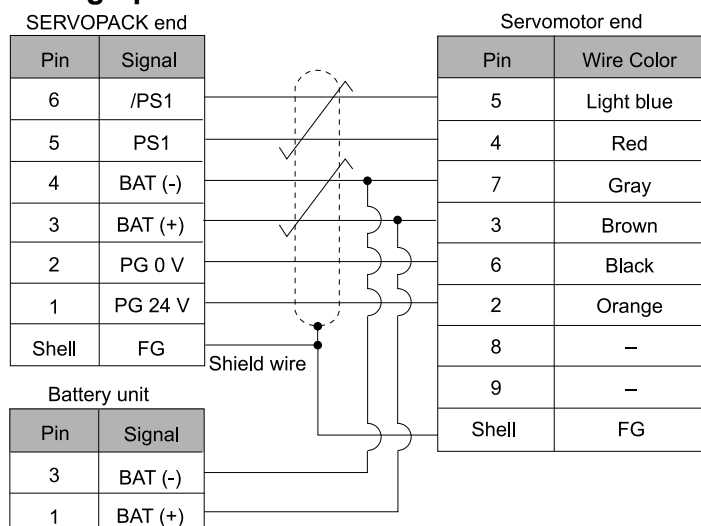 SERVOPACK end
Pin Signal
6 /PS1
5 PS1
4 BAT (-)
3 BAT (+)
2 PG 0 V
1 PG 24 V
Shell FG
Shield wire
Servomotor end
Pin Wire Color
5 Light blue
4 Red
7 Gray
3 Brown
6 Black
2 Orange
8 –
9 –
Shell FG
Battery unit
Pin Signal
3 BAT (-)
1 BAT (+)